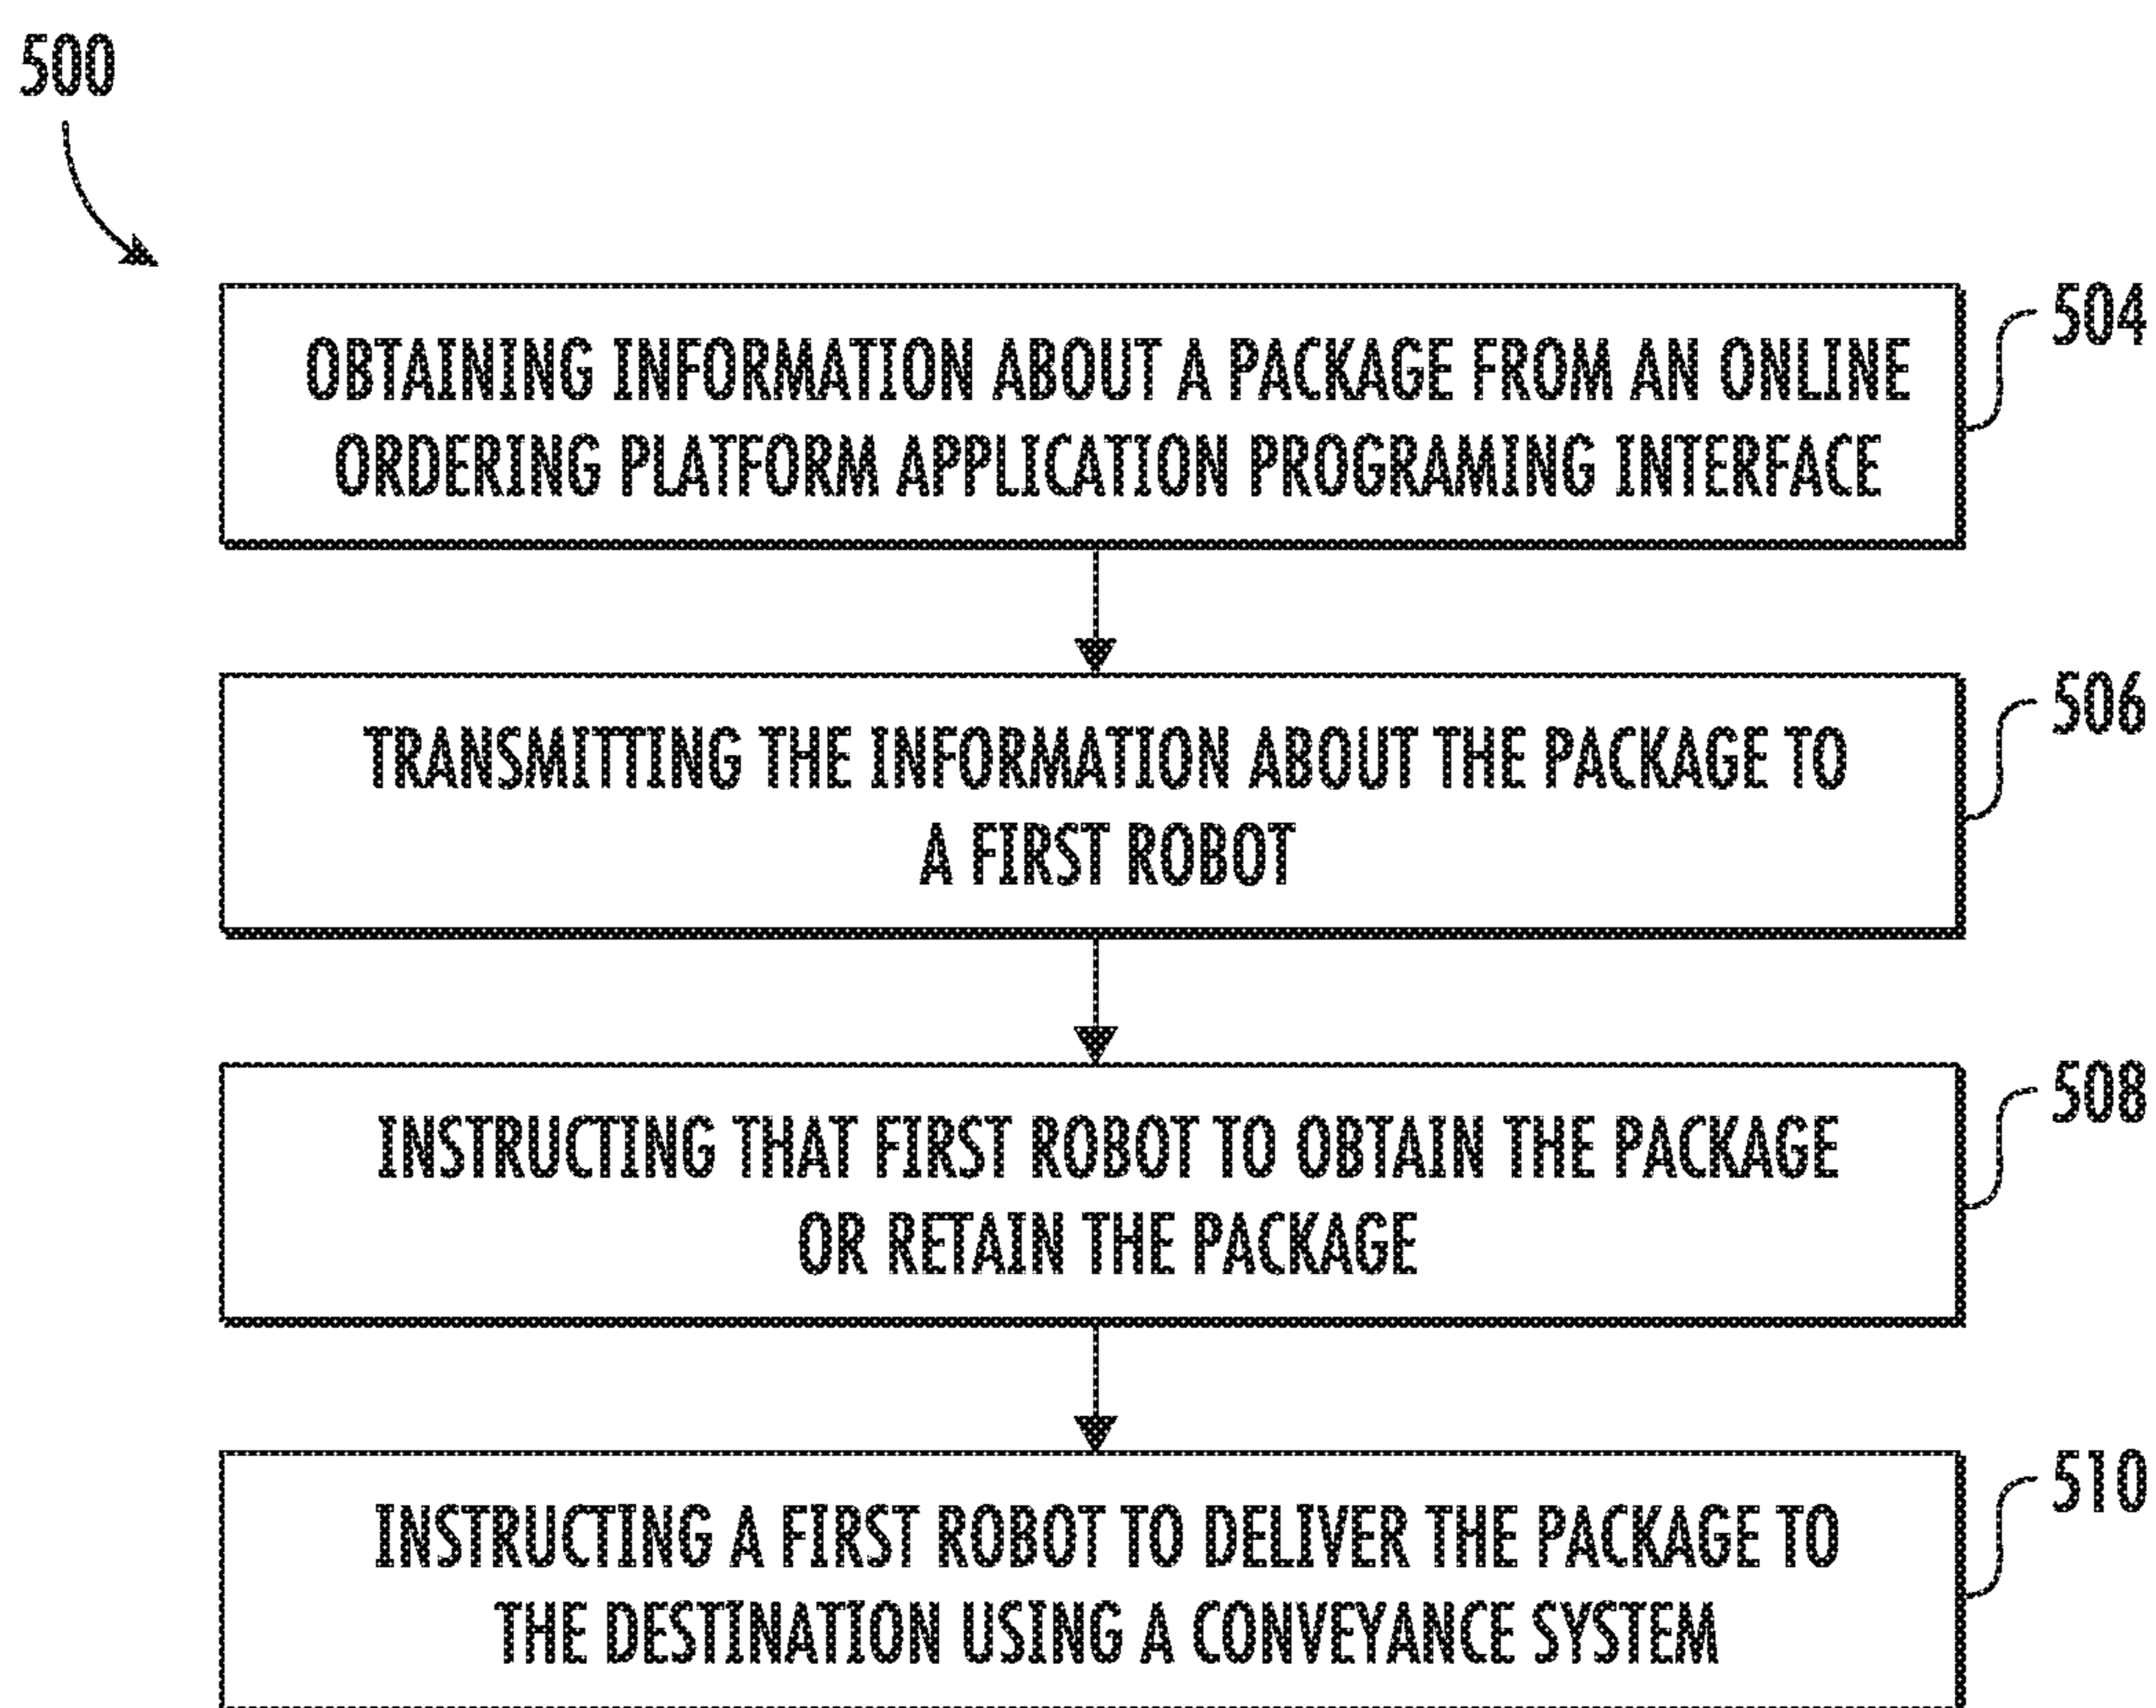 500
OBTAINING INFORMATION ABOUT A PACKAGE FROM AN ONLINE
ORDERING PLATFORM APPLICATION PROGRAMING INTERFACE
504
TRANSMITTING THE INFORMATION ABOUT THE PACKAGE TO
A FIRST ROBOT
506
INSTRUCTING THAT FIRST ROBOT TO OBTAIN THE PACKAGE
OR RETAIN THE PACKAGE
508
INSTRUCTING A FIRST ROBOT TO DELIVER THE PACKAGE TO
THE DESTINATION USING A CONVEYANCE SYSTEM
510